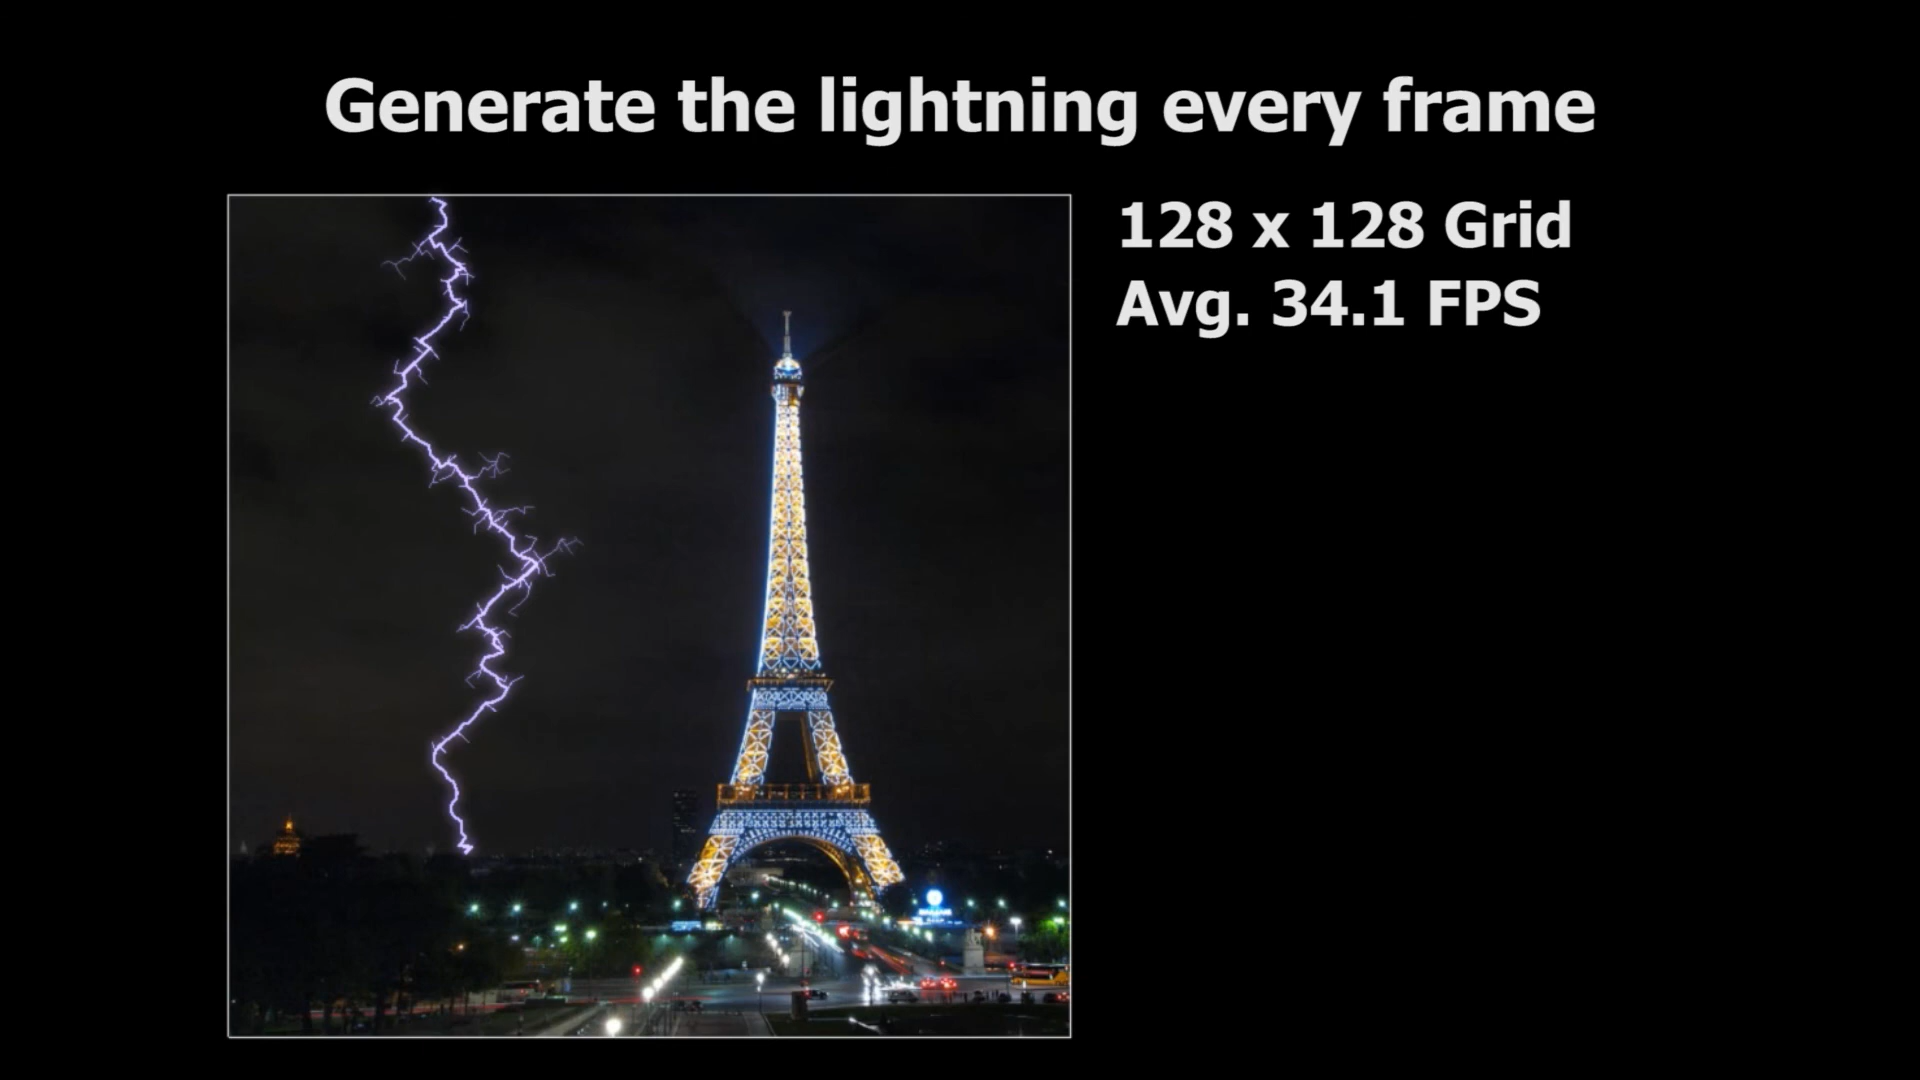 Generate the lightning every frame
128 x 128 Grid
Avg. 34.1 FPS